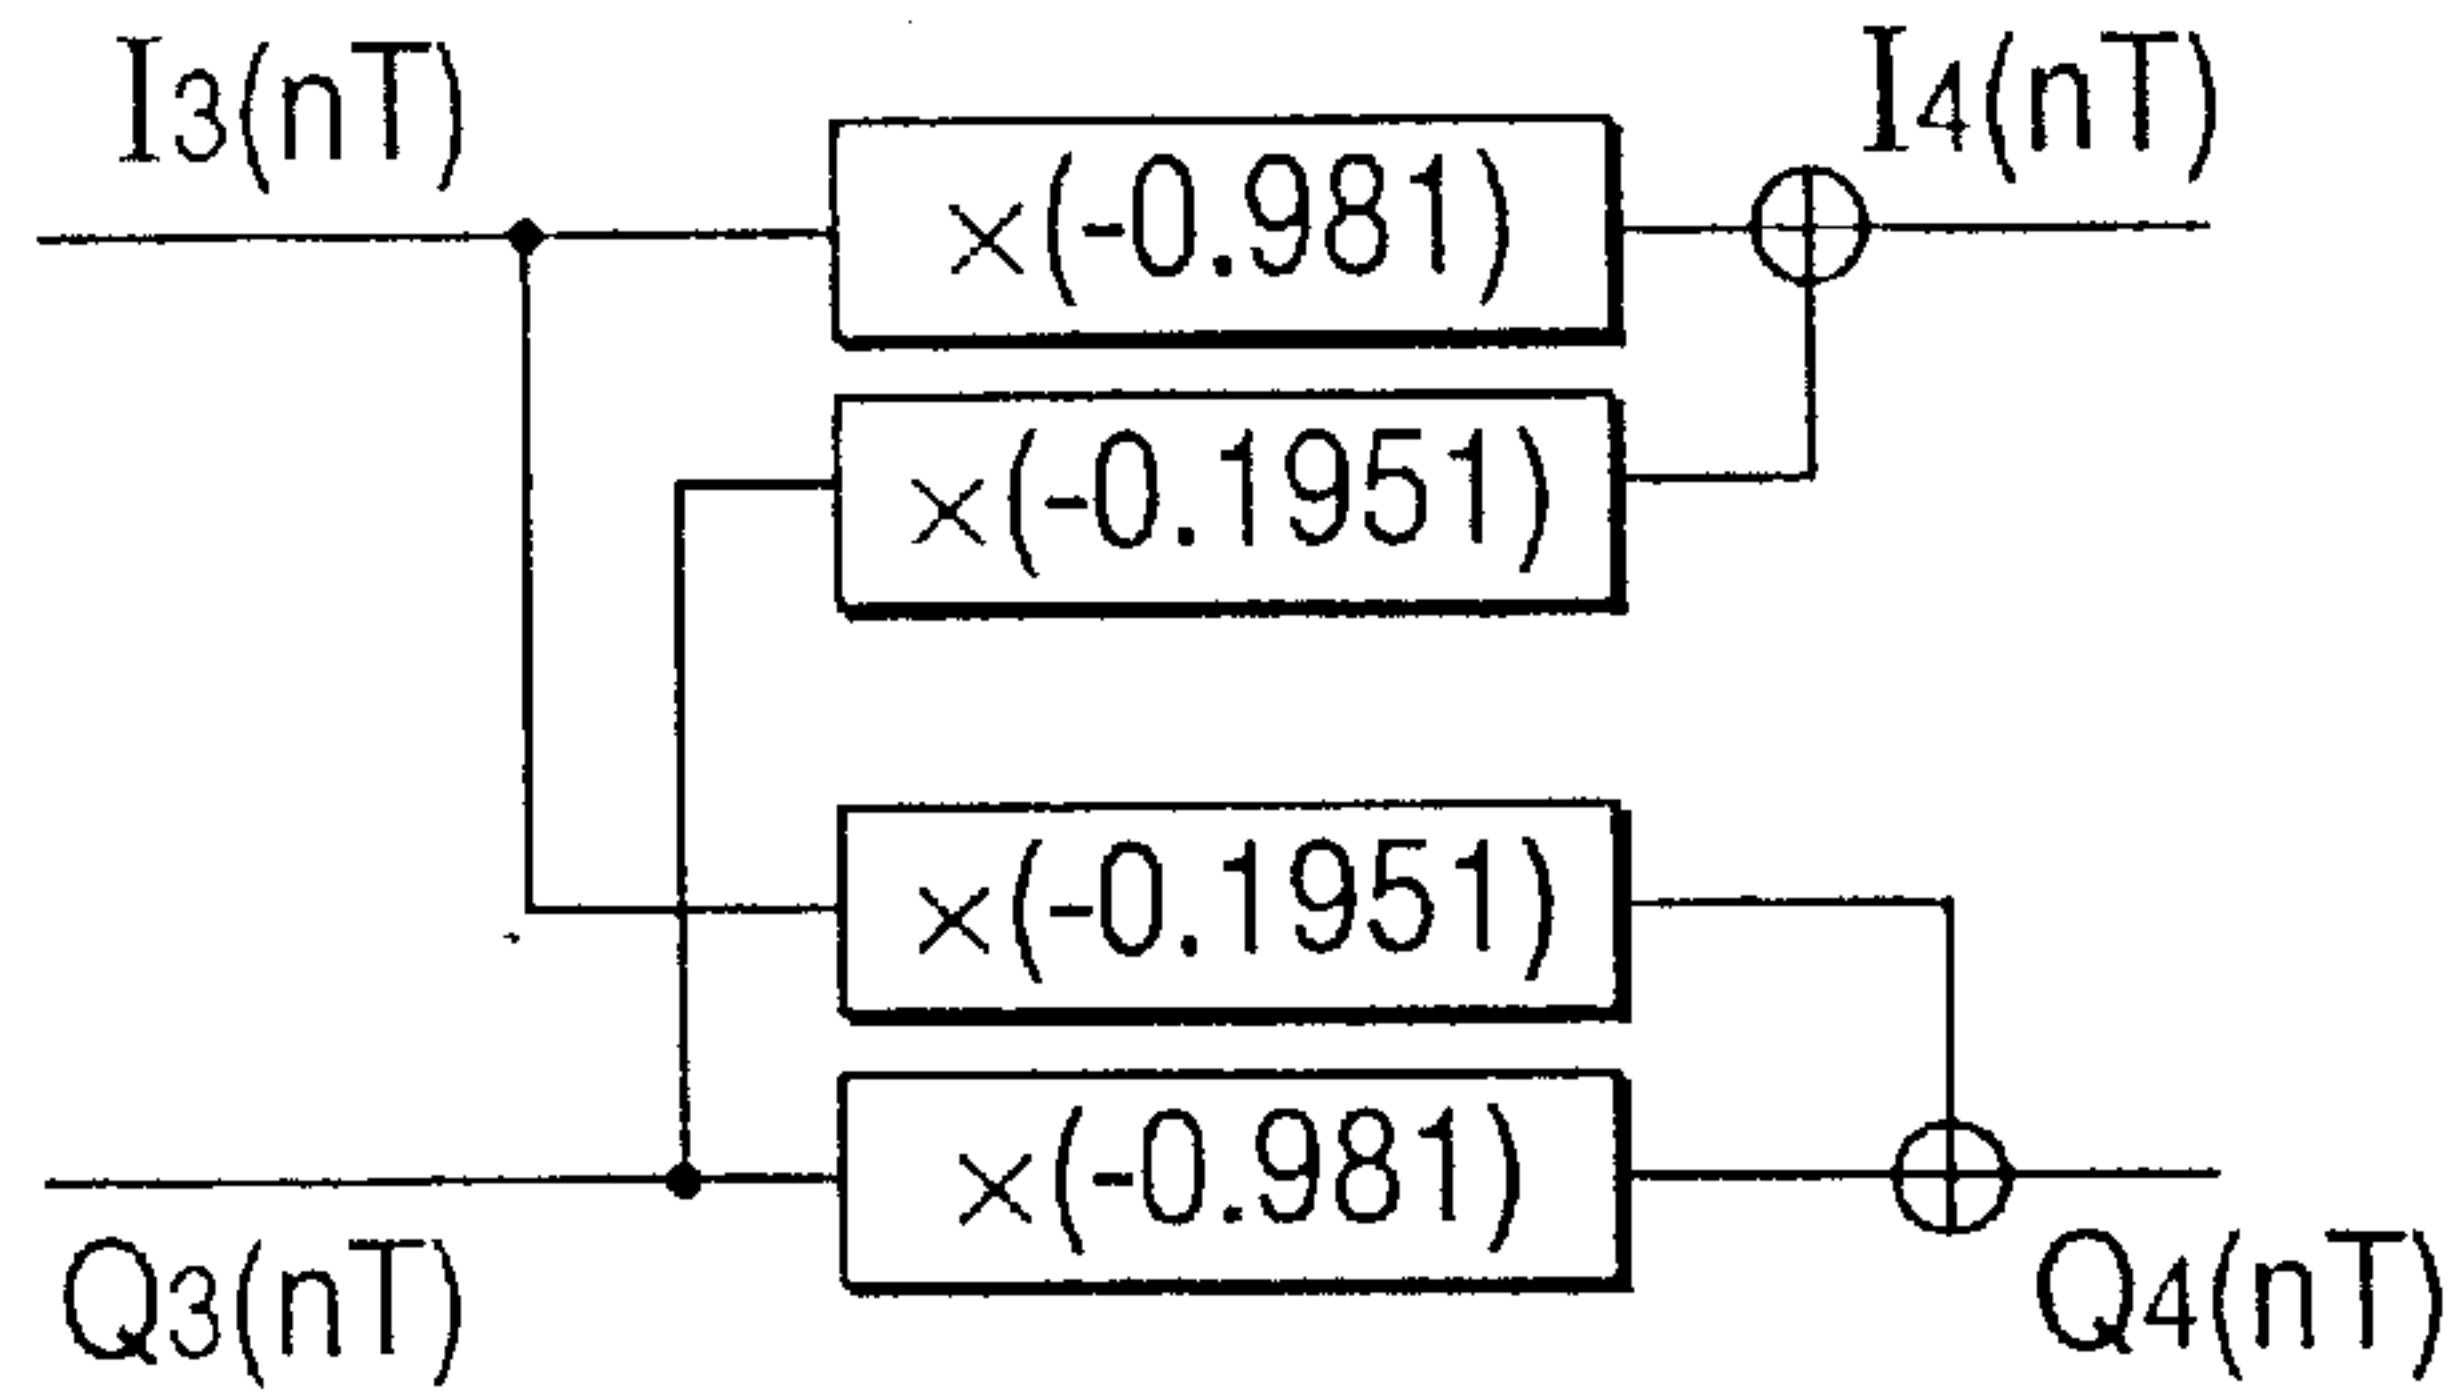 I3(nT)
I4(nT)
×(-0.981)
×(-0.1951)
×(-0.1951)
×(-0.981)
Q3(nT)
Q4(nT)